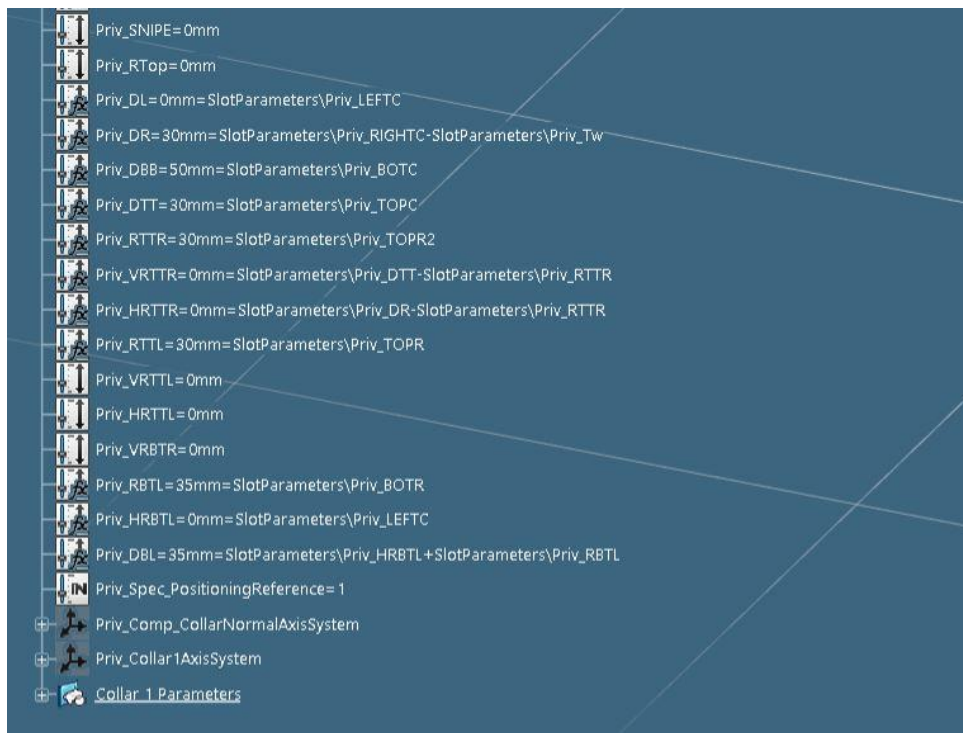 Priv_SNIPE=0mm
Priv_RTop=0mm
Priv_DL=0mm=SlotParameters\Priv_LEFTC
Priv_DR=30mm=SlotParameters\Priv_RIGHTC-SlotParameters\Priv_Tw
Priv_DBB=50mm=SlotParameters\Priv_BOTC
Priv_DTT=30mm=SlotParameters\Priv_TOPC
Priv_RTTR=30mm=SlotParameters\Priv_TOPR2
Priv_VRTTR=0mm=SlotParameters\Priv_DTT-SlotParameters\Priv_RTTR
Priv_HRTTR=0mm=SlotParameters\Priv_DR-SlotParameters\Priv_RTTR
Priv_RTTL=30mm=SlotParameters\Priv_TOPR
Priv_VRTTL=0mm
Priv_HRTTL=0mm
Priv_VRBTR=0mm
Priv_RBTL=35mm=SlotParameters\Priv_BOTR
Priv_HRBTL=0mm=SlotParameters\Priv_LEFTC
Priv_DBL=35mm=SlotParameters\Priv_HRBTL+SlotParameters\Priv_RBTL
IN Priv_Spec_PositioningReference=1
Priv_Comp_CollarNormalAxisSystem
Priv_Collar1AxisSystem
Collar 1 Parameters